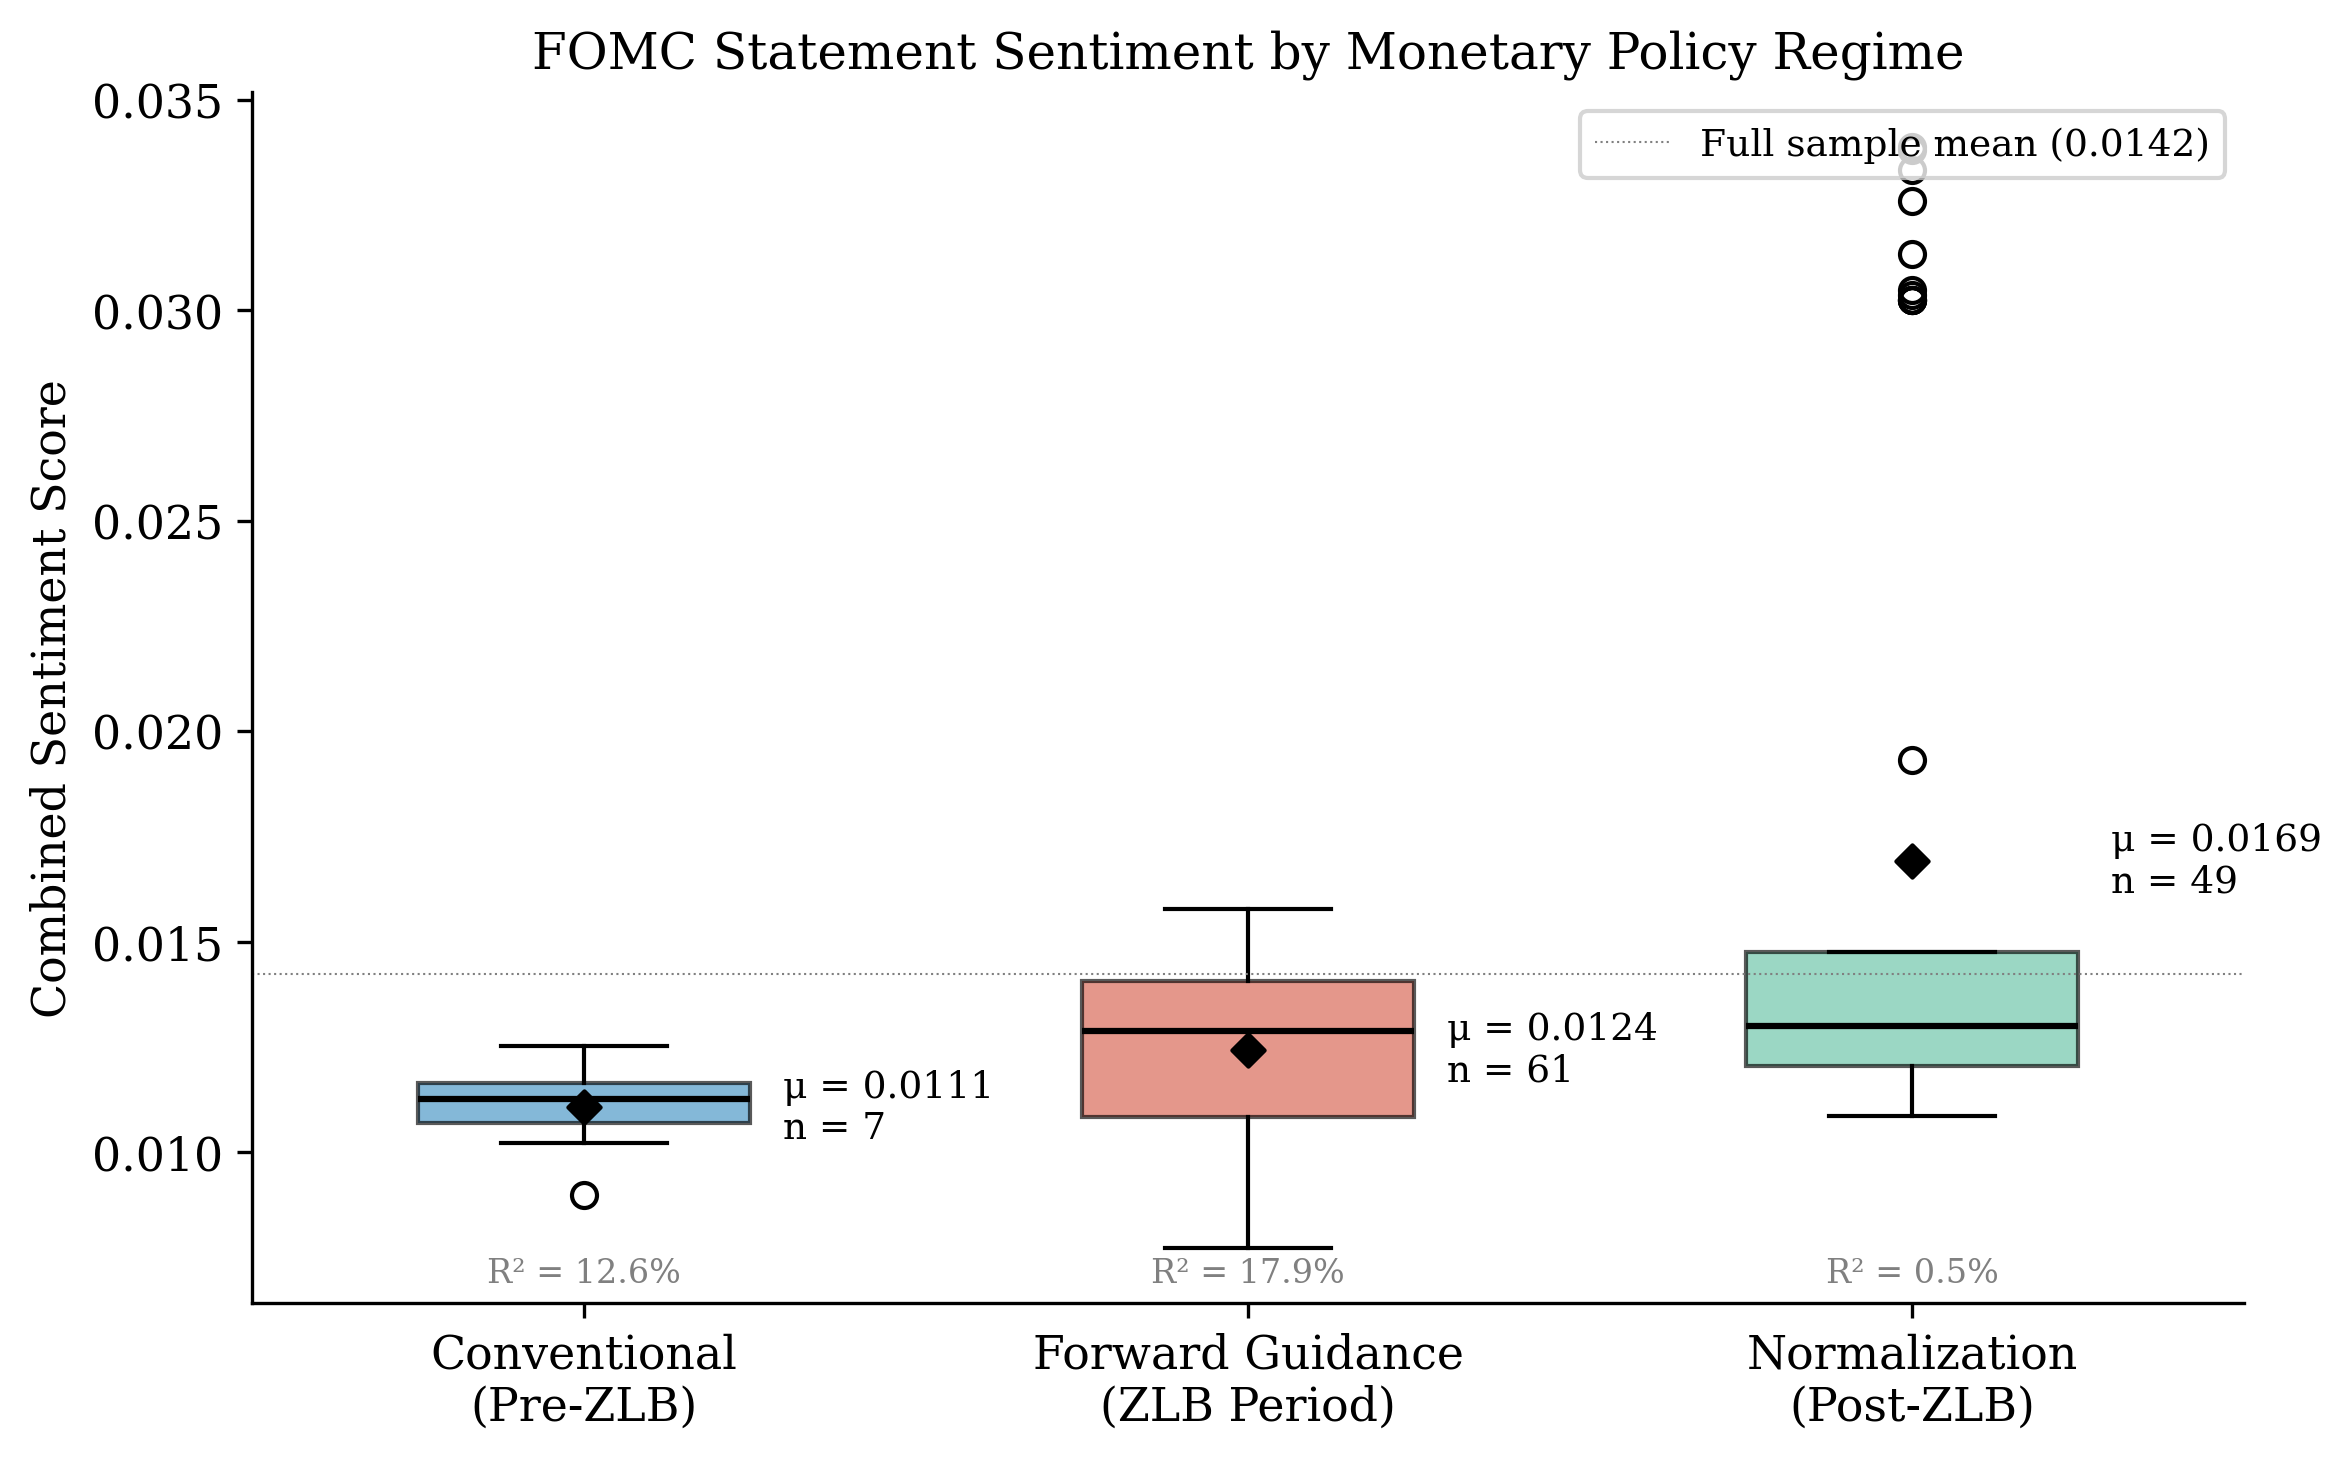 FOMC Statement Sentiment by Monetary Policy Regime
Combined Sentiment Score
0.035
0.030
0.025
0.020
0.015
0.010
Full sample mean (0.0142)
μ = 0.0111
n = 7
μ = 0.0124
n = 61
μ = 0.0169
n = 49
R² = 12.6%
R² = 17.9%
R² = 0.5%
Conventional
(Pre-ZLB)
Forward Guidance
(ZLB Period)
Normalization
(Post-ZLB)